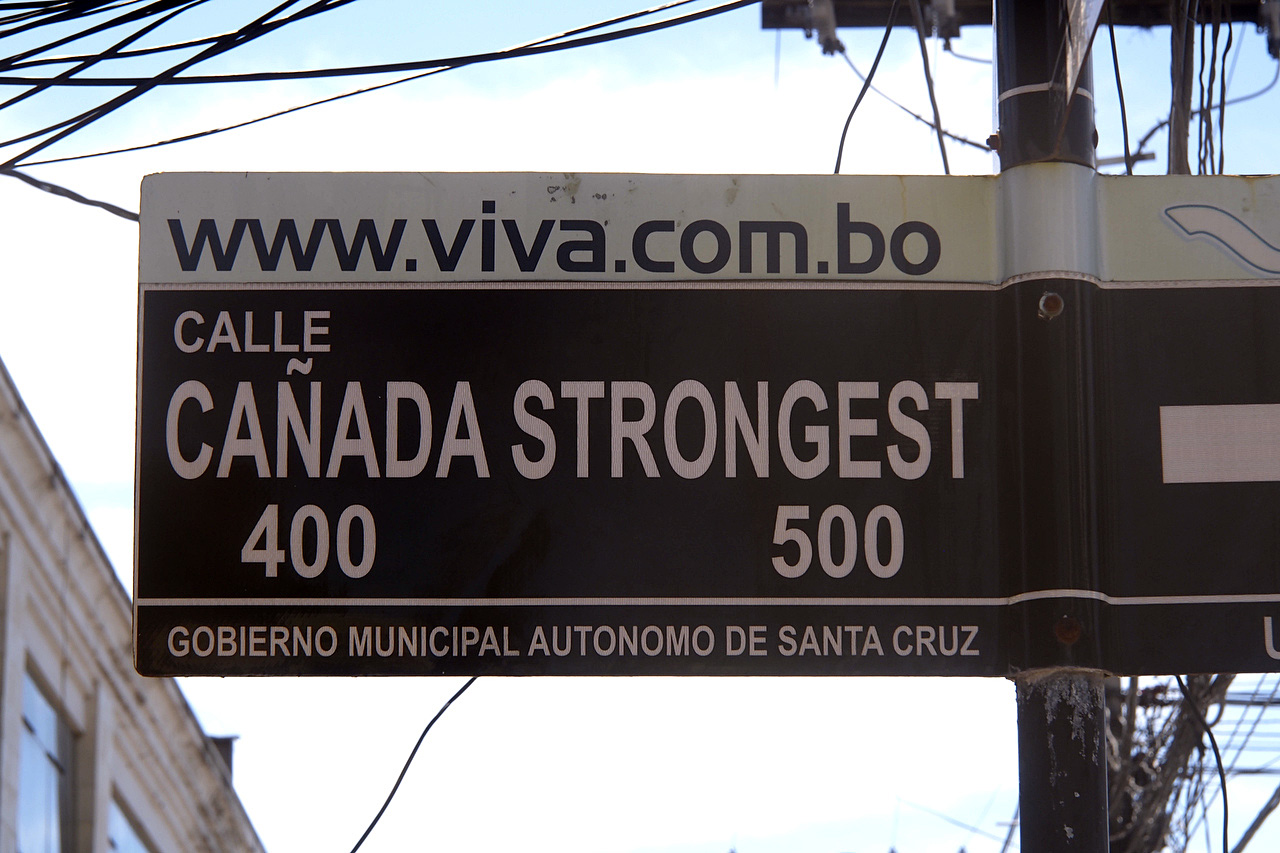 www.viva.com.bo
CALLE
CAÑADA STRONGEST
400 500
GOBIERNO MUNICIPAL AUTONOMO DE SANTA CRUZ